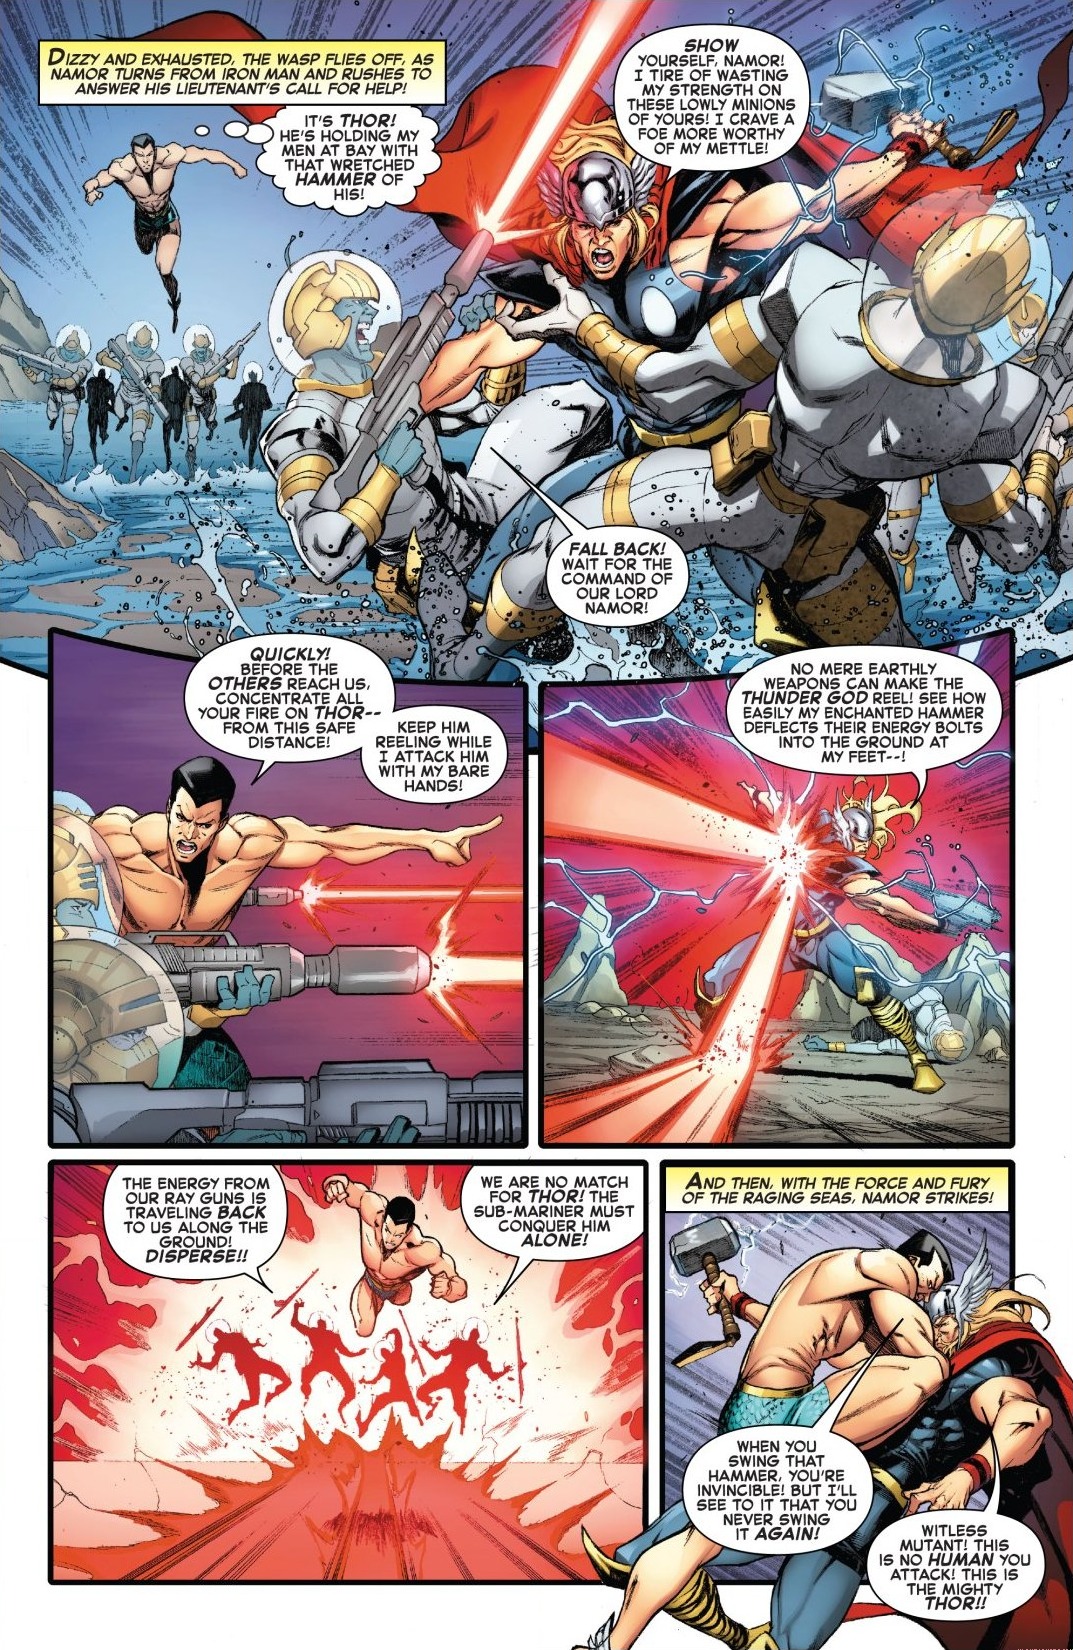 DIZZY AND EXHAUSTED, THE WASP FLIES OFF, AS
NAMOR TURNS FROM IRON MAN AND RUSHES TO
ANSWER HIS LIEUTENANT'S CALL FOR HELP!
IT'S THOR!
HE'S HOLDING MY
MEN AT BAY WITH
THAT WRETCHED
HAMMER OF
HIS!
SHOW
YOURSELF, NAMOR!
I TIRE OF WASTING
MY STRENGTH ON
THESE LOWLY MINIONS
OF YOURS! I CRAVE A
FOE MORE WORTHY
OF MY METTLE!
FALL BACK!
WAIT FOR THE
COMMAND OF
OUR LORD
NAMOR!
QUICKLY!
BEFORE THE
OTHERS REACH US,
CONCENTRATE ALL
YOUR FIRE ON THOR--
FROM THIS SAFE
DISTANCE!
KEEP HIM
REELING WHILE
I ATTACK HIM
WITH MY BARE
HANDS!
NO MERE EARTHLY
WEAPONS CAN MAKE THE
THUNDER GOD REEL! SEE HOW
EASILY MY ENCHANTED HAMMER
DEFLECTS THEIR ENERGY BOLTS
INTO THE GROUND AT
MY FEET--!
THE ENERGY FROM
OUR RAY GUNS IS
TRAVELING BACK
TO US ALONG THE
GROUND!
DISPERSE!!
WE ARE NO MATCH
FOR THOR! THE
SUB-MARINER MUST
CONQUER HIM
ALONE!
AND THEN, WITH THE FORCE AND FURY
OF THE RAGING SEAS, NAMOR STRIKES!
WHEN YOU
SWING THAT
HAMMER, YOU'RE
INVINCIBLE! BUT I'LL
SEE TO IT THAT YOU
NEVER SWING
IT AGAIN!
WITLESS
MUTANT! THIS
IS NO HUMAN YOU
ATTACK! THIS IS
THE MIGHTY
THOR!!